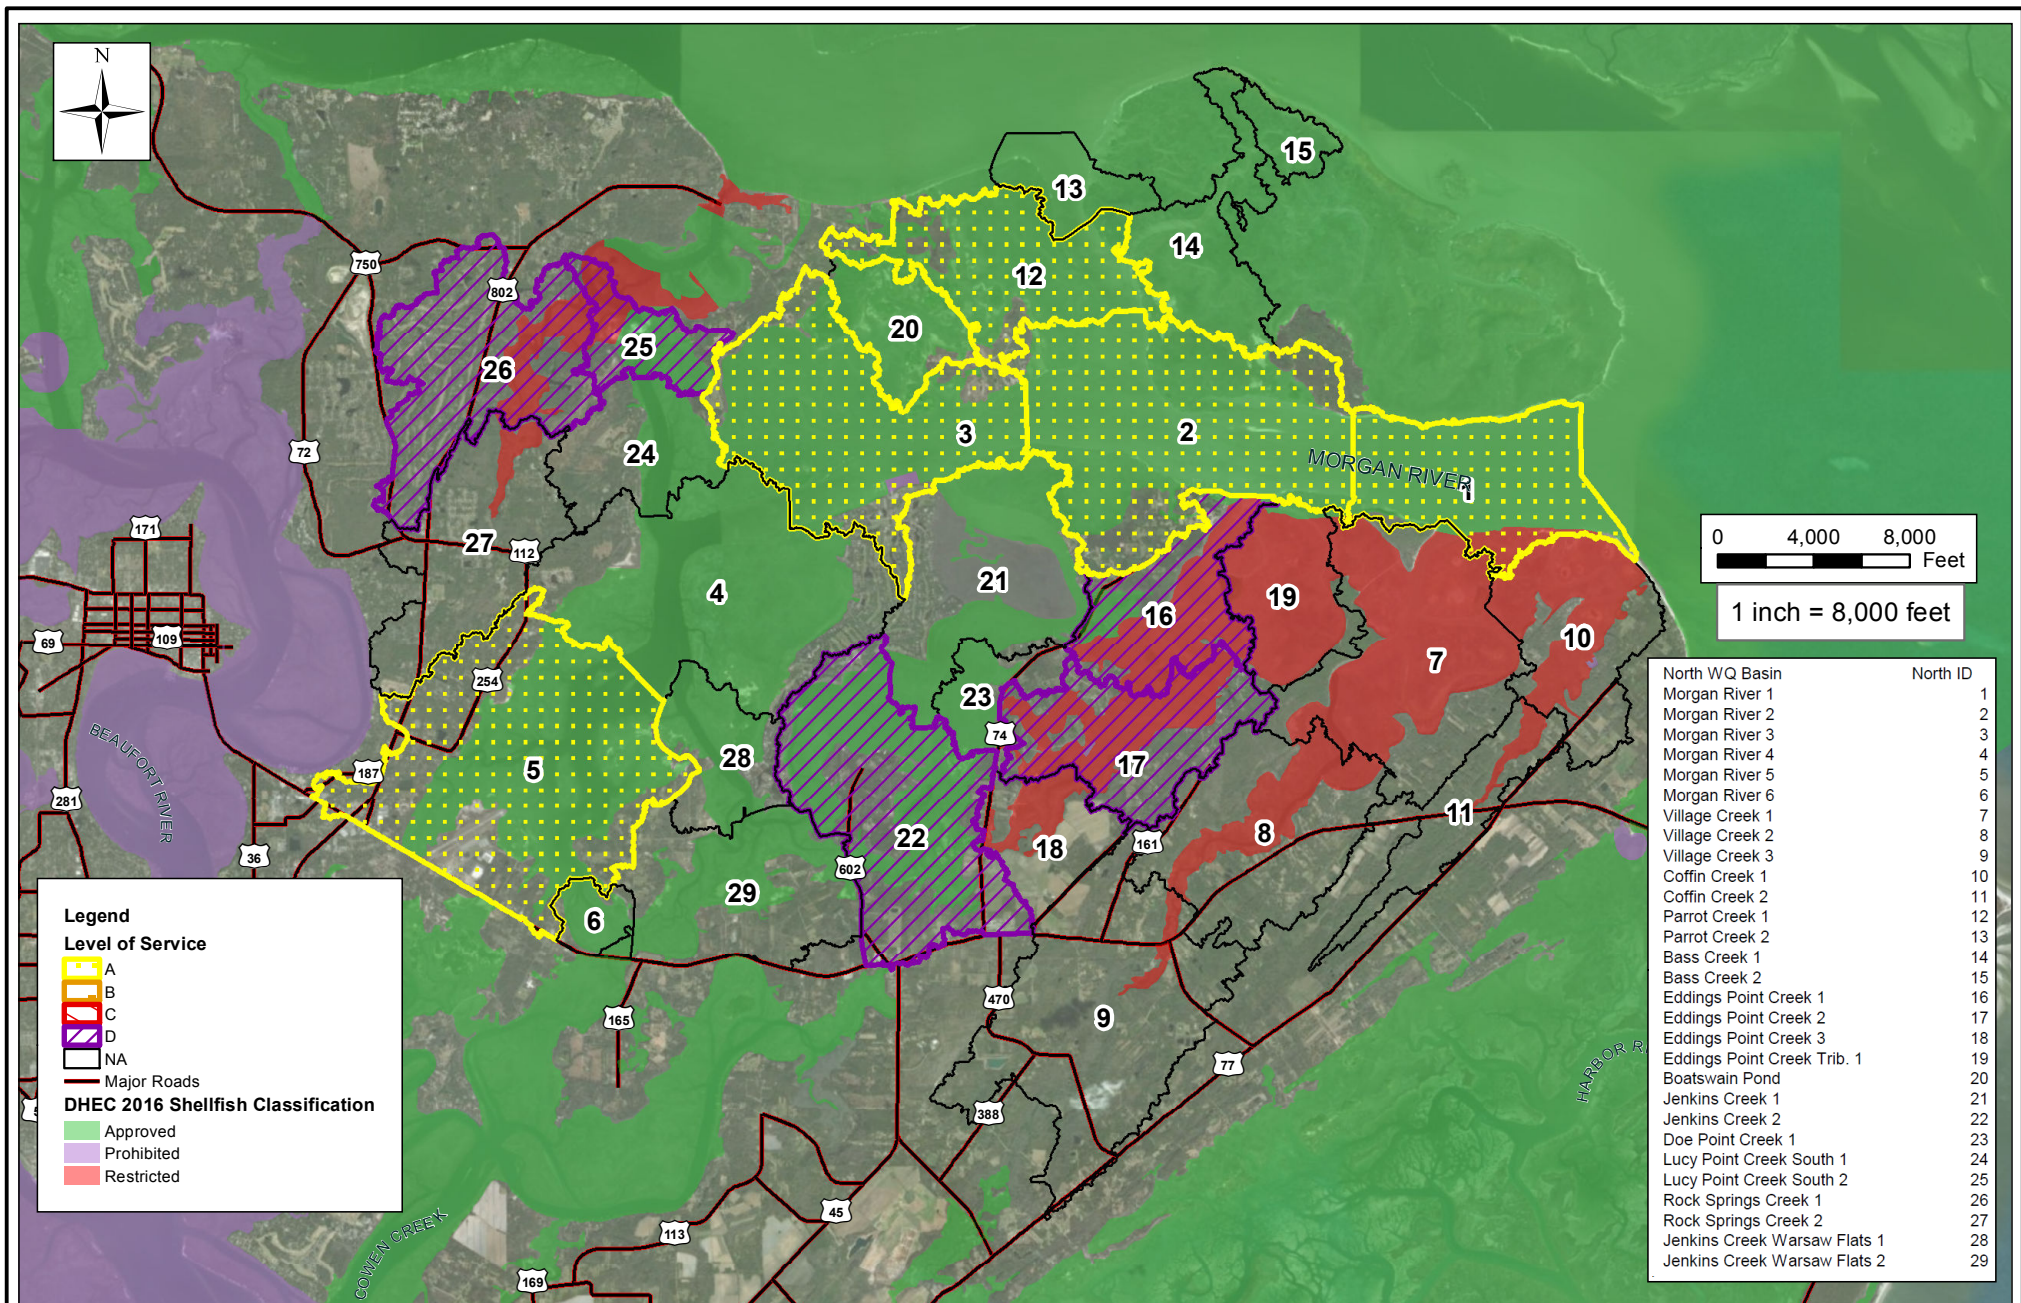 N
15
13
14
12
750
802
20
25
26
3
2
24
MORGAN RIVER
1
72
171
27
112
21
4
16
19
10
7
109
69
254
23
74
28
17
5
187
BEAUFORT RIVER
281
11
8
22
18
161
36
602
29
6
165
470
9
77
388
HARBOR R
45
113
COWEN CREEK
169
0 4,000 8,000
Feet
1 inch = 8,000 feet
Legend
Level of Service
A
B
C
D
NA
Major Roads
DHEC 2016 Shellfish Classification
Approved
Prohibited
Restricted
North WQ Basin North ID
Morgan River 1 1
Morgan River 2 2
Morgan River 3 3
Morgan River 4 4
Morgan River 5 5
Morgan River 6 6
Village Creek 1 7
Village Creek 2 8
Village Creek 3 9
Coffin Creek 1 10
Coffin Creek 2 11
Parrot Creek 1 12
Parrot Creek 2 13
Bass Creek 1 14
Bass Creek 2 15
Eddings Point Creek 1 16
Eddings Point Creek 2 17
Eddings Point Creek 3 18
Eddings Point Creek Trib. 1 19
Boatswain Pond 20
Jenkins Creek 1 21
Jenkins Creek 2 22
Doe Point Creek 1 23
Lucy Point Creek South 1 24
Lucy Point Creek South 2 25
Rock Springs Creek 1 26
Rock Springs Creek 2 27
Jenkins Creek Warsaw Flats 1 28
Jenkins Creek Warsaw Flats 2 29